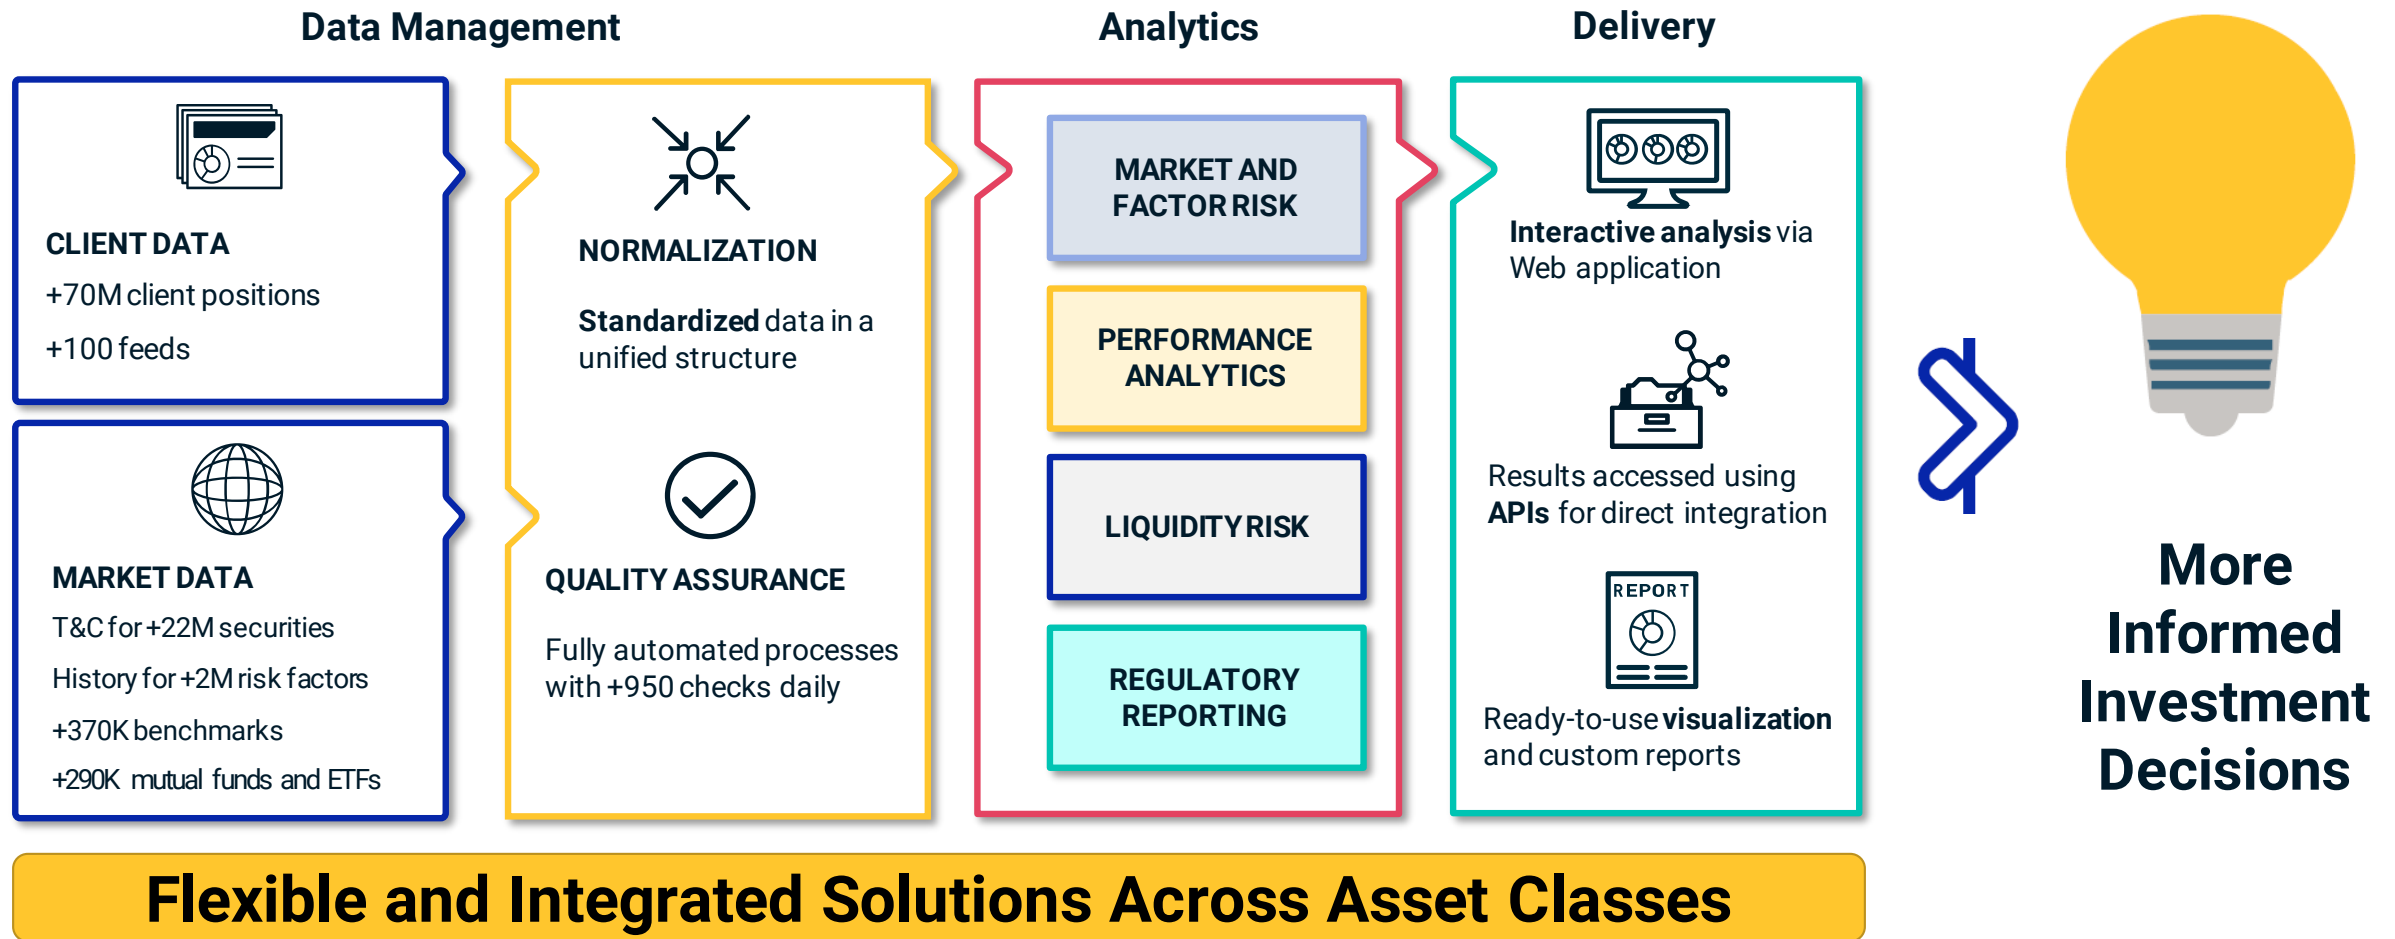 Data Management
Analytics
Delivery
CLIENT DATA
+70M client positions
+100 feeds
MARKET DATA
T&C for +22M securities
History for +2M risk factors
+370K benchmarks
+290K mutual funds and ETFs
NORMALIZATION
Standardized data in a
unified structure
QUALITY ASSURANCE
Fully automated processes
with +950 checks daily
MARKET AND
FACTOR RISK
PERFORMANCE
ANALYTICS
LIQUIDITY RISK
REGULATORY
REPORTING
Interactive analysis via
Web application
Results accessed using
APIs for direct integration
REPORT
Ready-to-use visualization
and custom reports
More
Informed
Investment
Decisions
Flexible and Integrated Solutions Across Asset Classes